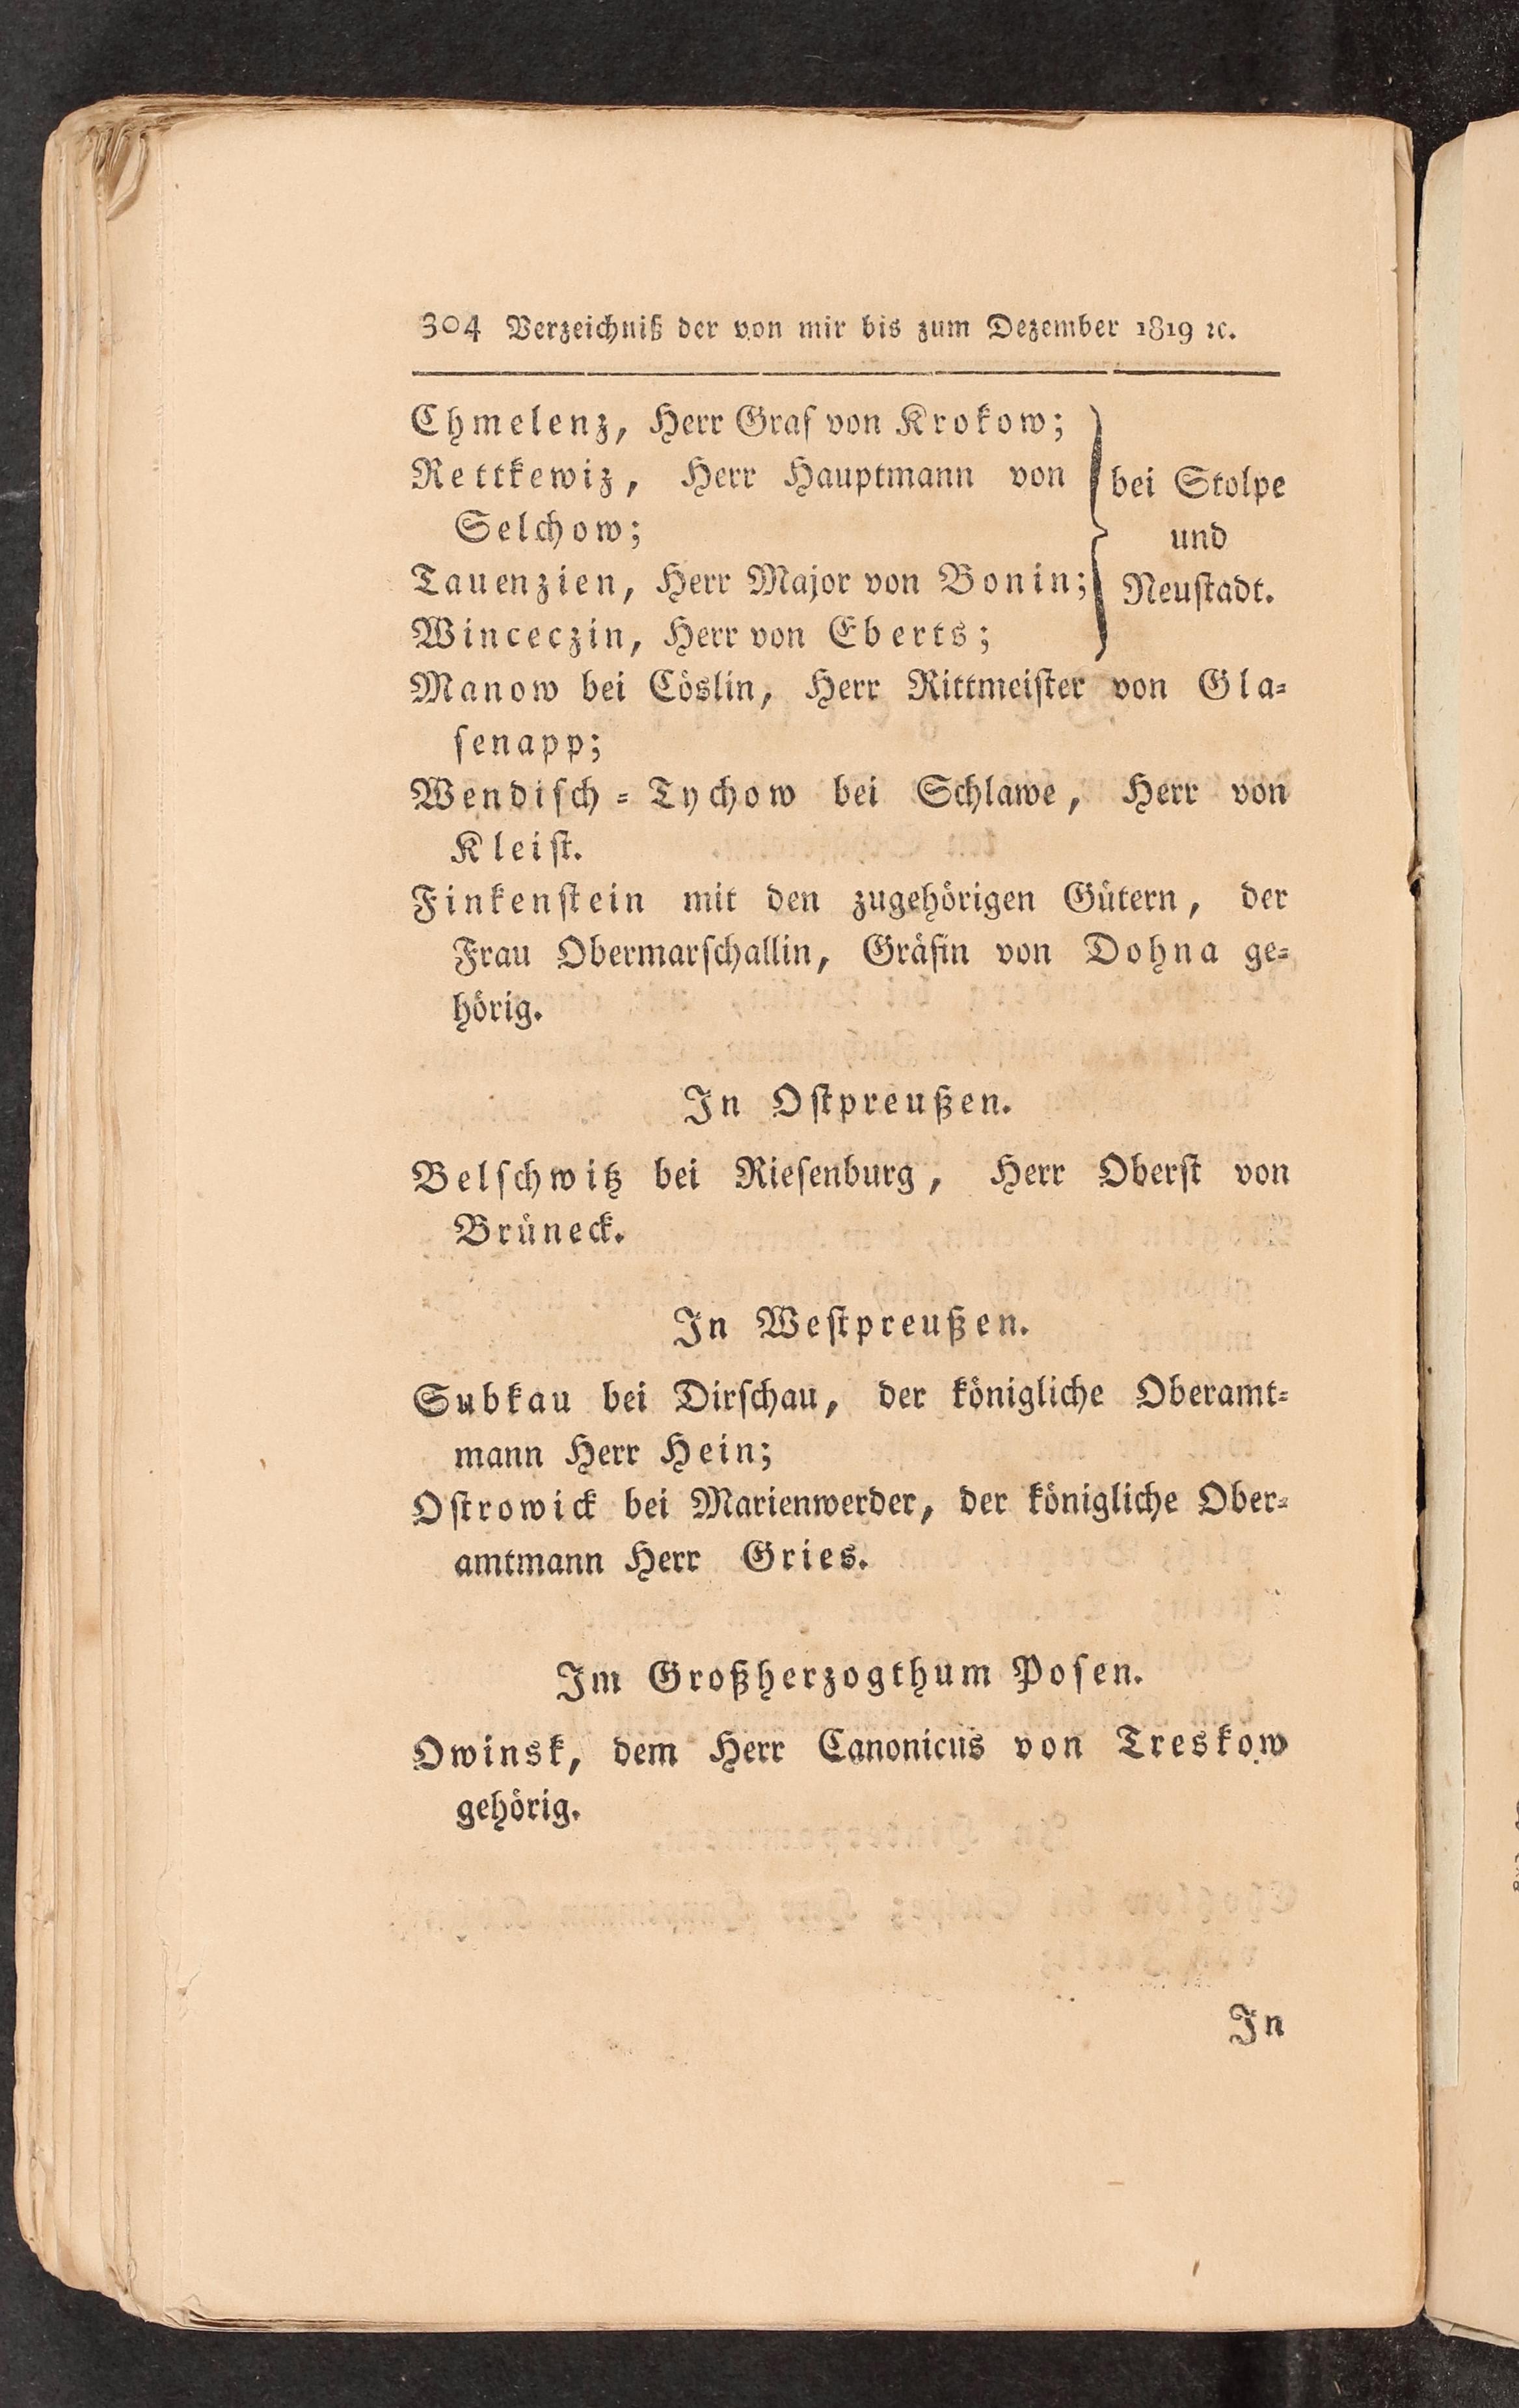 304 Verzeichniß der von mir bis zum Dezember 1819 ꝛc.
Chmelenz, Herr Graf von Krokow;
Rettkewiz, Herr Hauptmann von
Selchow;
Tauenzien, Herr Major von Bonin;
Winceczin, Herr von Eberts;
bei Stolpe
und
Neustadt.
Manow bei Cöslin, Herr Rittmeister von Gla-
senapp;
Wendisch-Tychow bei Schlawe, Herr von
Kleist.
Finkenstein mit den zugehörigen Gütern, der
Frau Obermarschallin, Gräfin von Dohna ge-
hörig.
In Ostpreußen.
Belschwitz bei Riesenburg, Herr Oberst von
Brüneck.
In Westpreußen.
Subkau bei Dirschau, der königliche Oberamt-
mann Herr Hein;
Ostrowick bei Marienwerder, der königliche Ober-
amtmann Herr Gries.
Im Großherzogthum Posen.
Owinsk, dem Herr Canonicus von Treskow
gehörig.
In